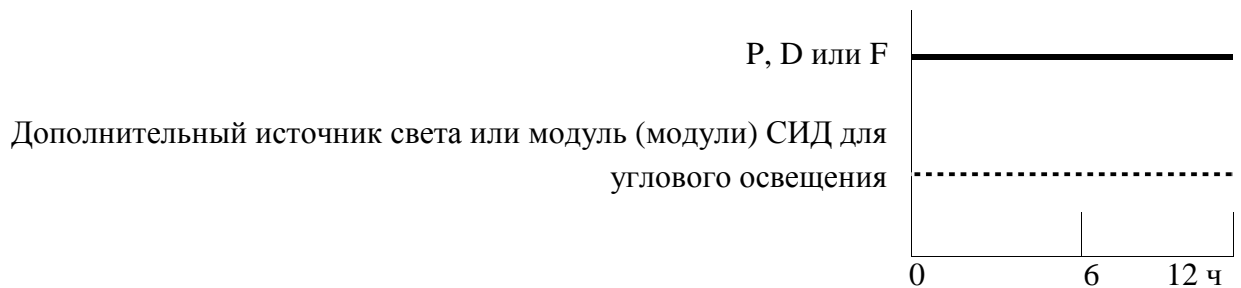 P, D или F
Дополнительный источник света или модуль (модули) СИД для
углового освещения
0 6 12 ч